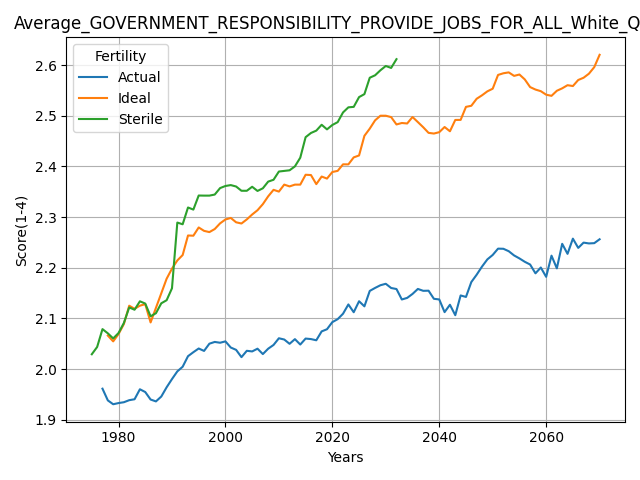 Average_GOVERNMENT_RESPONSIBILITY_PROVIDE_JOBS_FOR_ALL_White_Q
Fertility
Actual
Ideal
Sterile
Score(1-4)
2.6
2.5
2.4
2.3
2.2
2.1
2.0
1.9
1980 2000 2020 2040 2060
Years